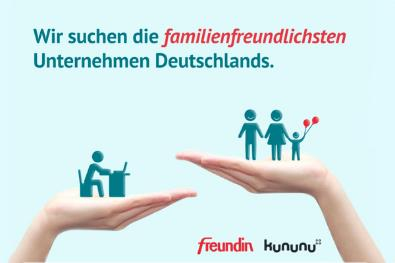 Wir suchen die familienfreundlichsten
Unternehmen Deutschlands.
freundin kununu